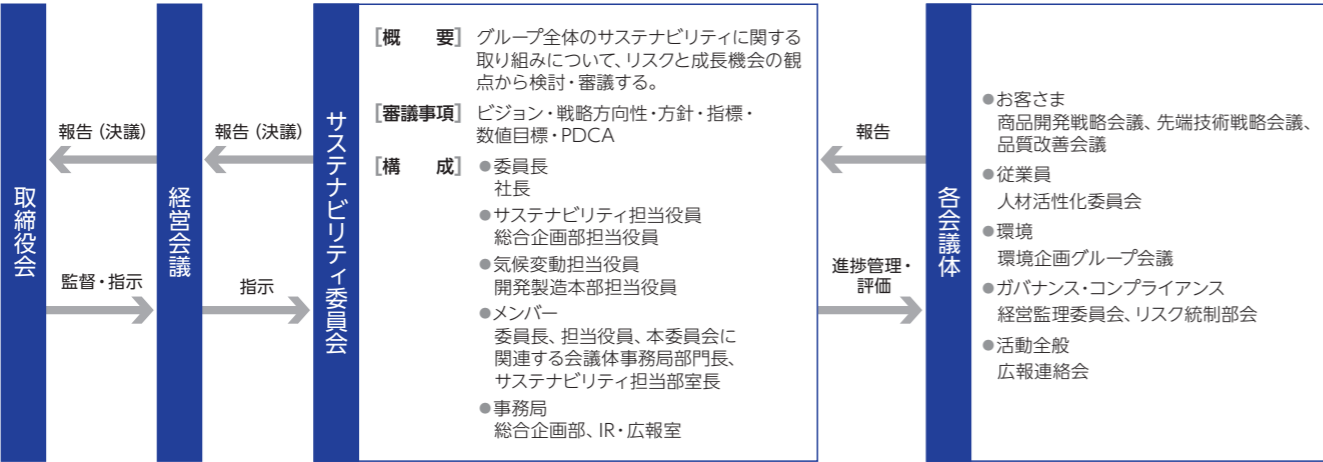 取締役会
報告（決議）
監督・指示
経営会議
報告（決議）
指示
サステナビリティ委員会
［概　要］ グループ全体のサステナビリティに関する
取り組みについて、リスクと成長機会の観
点から検討・審議する。
［審議事項］ ビジョン・戦略方向性・方針・指標・
数値目標・PDCA
［構　成］ ●委員長
社長
●サステナビリティ担当役員
総合企画部担当役員
●気候変動担当役員
開発製造本部担当役員
●メンバー
委員長、担当役員、本委員会に
関連する会議体事務局部門長、
サステナビリティ担当部室長
●事務局
総合企画部、IR・広報室
報告
進捗管理・
評価
各会議体
●お客さま
商品開発戦略会議、先端技術戦略会議、
品質改善会議
●従業員
人材活性化委員会
●環境
環境企画グループ会議
●ガバナンス・コンプライアンス
経営監理委員会、リスク統制部会
●活動全般
広報連絡会